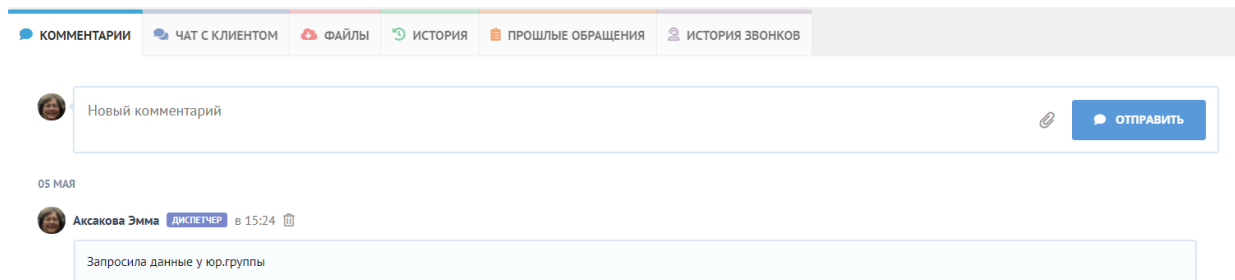 КОММЕНТАРИИ ЧАТ С КЛИЕНТОМ ФАЙЛЫ ИСТОРИЯ ПРОШЛЫЕ ОБРАЩЕНИЯ ИСТОРИЯ ЗВОНКОВ
Новый комментарий ОТПРАВИТЬ
05 МАЯ
Аксакова Эмма ДИСПЕТЧЕР в 15:24
Запросила данные у юр.группы